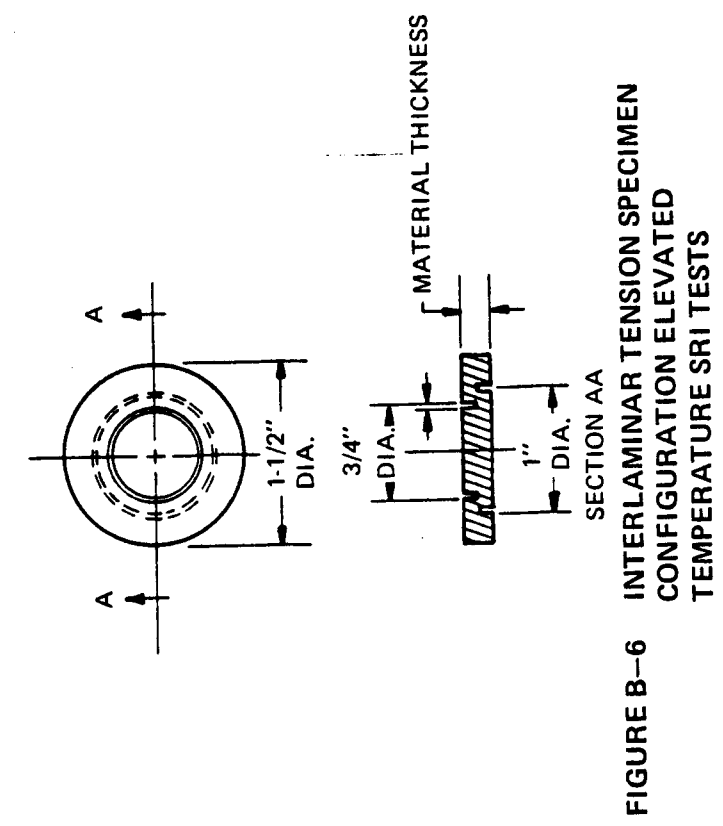 A
A
1-1/2"
DIA.
3/4"
DIA.
MATERIAL THICKNESS
1"
DIA.
SECTION AA
FIGURE B–6 INTERLAMINAR TENSION SPECIMEN
CONFIGURATION ELEVATED
TEMPERATURE SRI TESTS